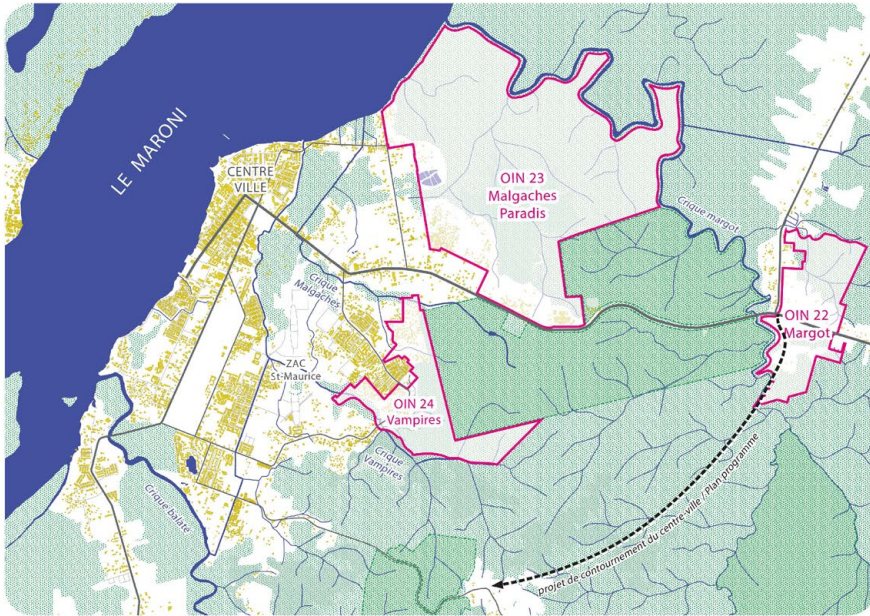 LE MARONI
CENTRE
VILLE
OIN 23
Malgaches
Paradis
Crique margot
Crique
Malgaches
OIN 22
Margot
ZAC
St-Maurice
OIN 24
Vampires
Crique
Vampires
Crique balaté
projet de contournement du centre-ville / Plan programme